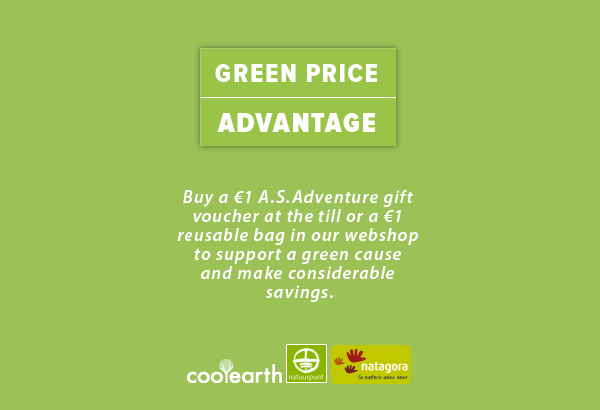 GREEN PRICE
ADVANTAGE
Buy a €1 A.S.Adventure gift
voucher at the till or a €1
reusable bag in our webshop
to support a green cause
and make considerable
savings.
coolearth
natuurpunt
natagora
la nature avec vous